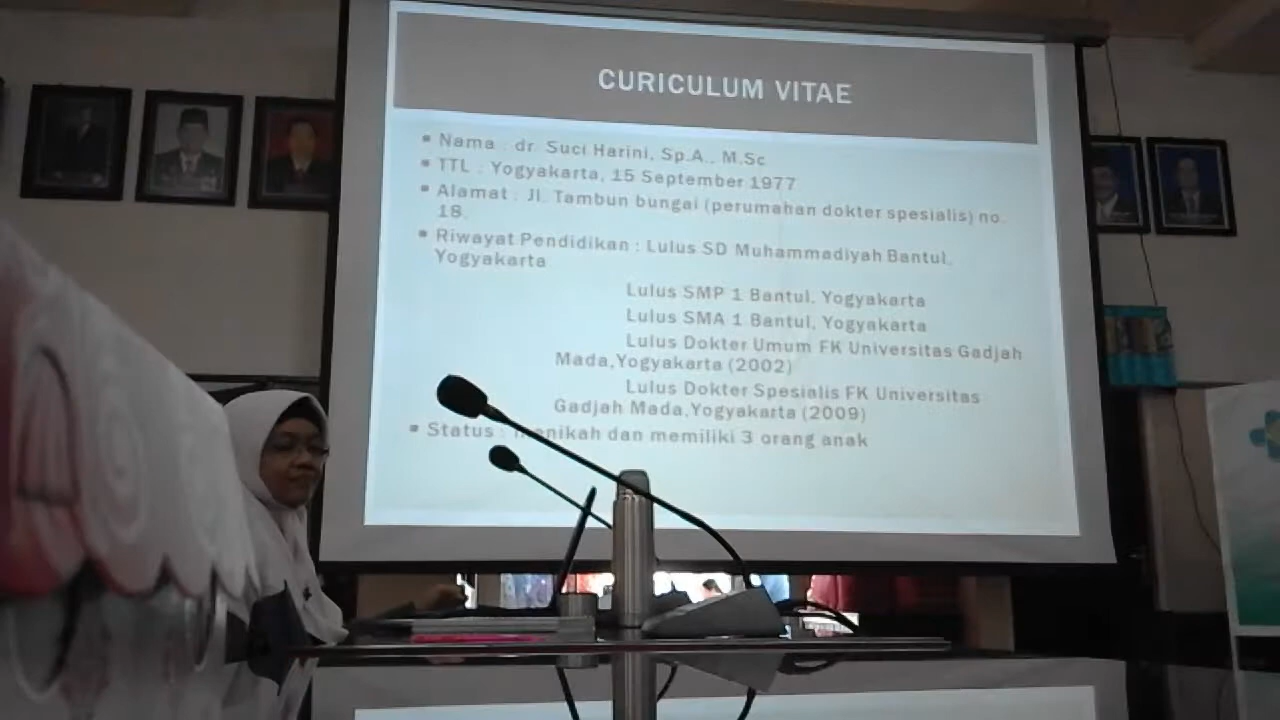 CURICULUM VITAE
Nama : dr. Suci Harini, Sp.A., M.Sc
TTL : Yogyakarta, 15 September 1977
Alamat : Jl. Tambun bungai (perumahan dokter spesialis) no.
18.
Riwayat Pendidikan : Lulus SD Muhammadiyah Bantul,
Yogyakarta
Lulus SMP 1 Bantul, Yogyakarta
Lulus SMA 1 Bantul, Yogyakarta
Lulus Dokter Umum FK Universitas Gadjah
Mada,Yogyakarta (2002)
Lulus Dokter Spesialis FK Universitas
Gadjah Mada,Yogyakarta (2009)
Status : menikah dan memiliki 3 orang anak